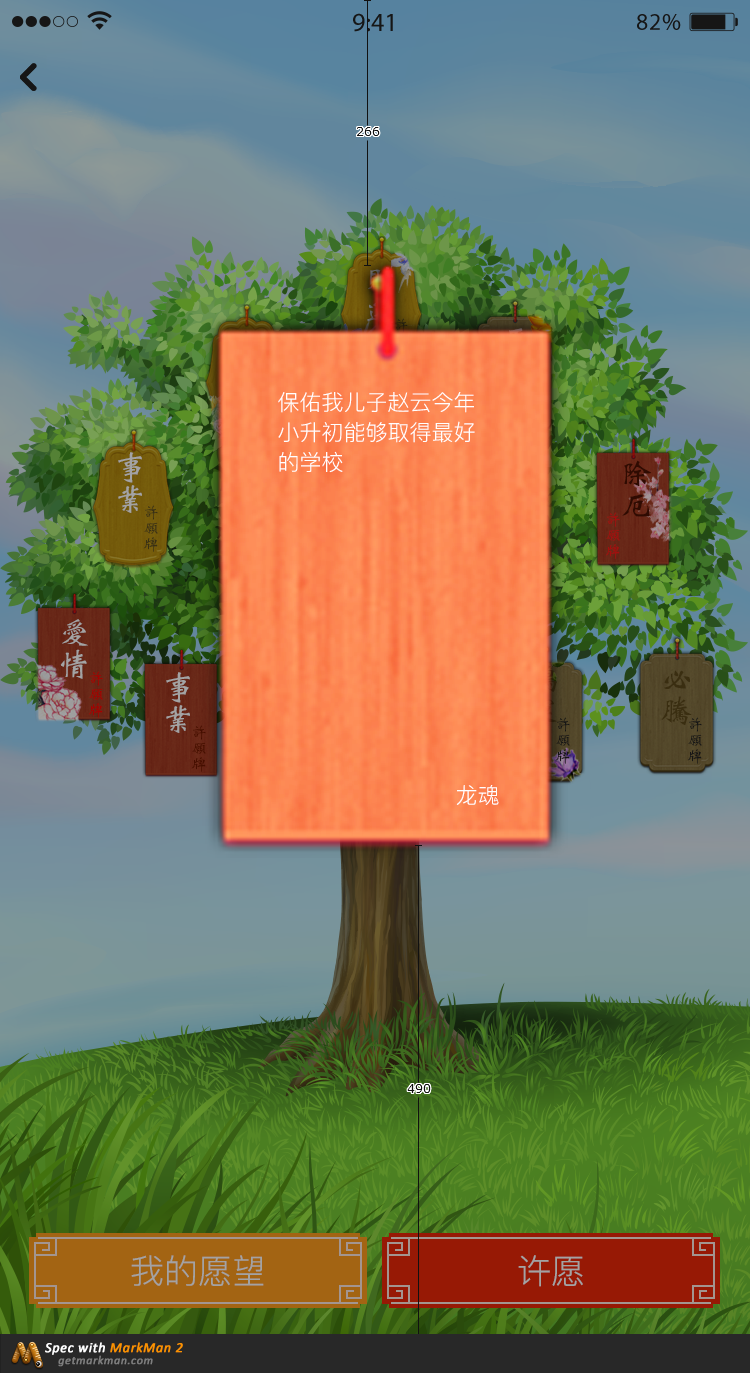 9:41
82%
266
保佑我儿子赵云今年
小升初能够取得最好
的学校
龙魂
事業
許願牌
除厄
愛情
事業
許願牌
許願牌
必騰
許願牌
490
我的愿望
许愿
Spec with MarkMan 2
getmarkman.com